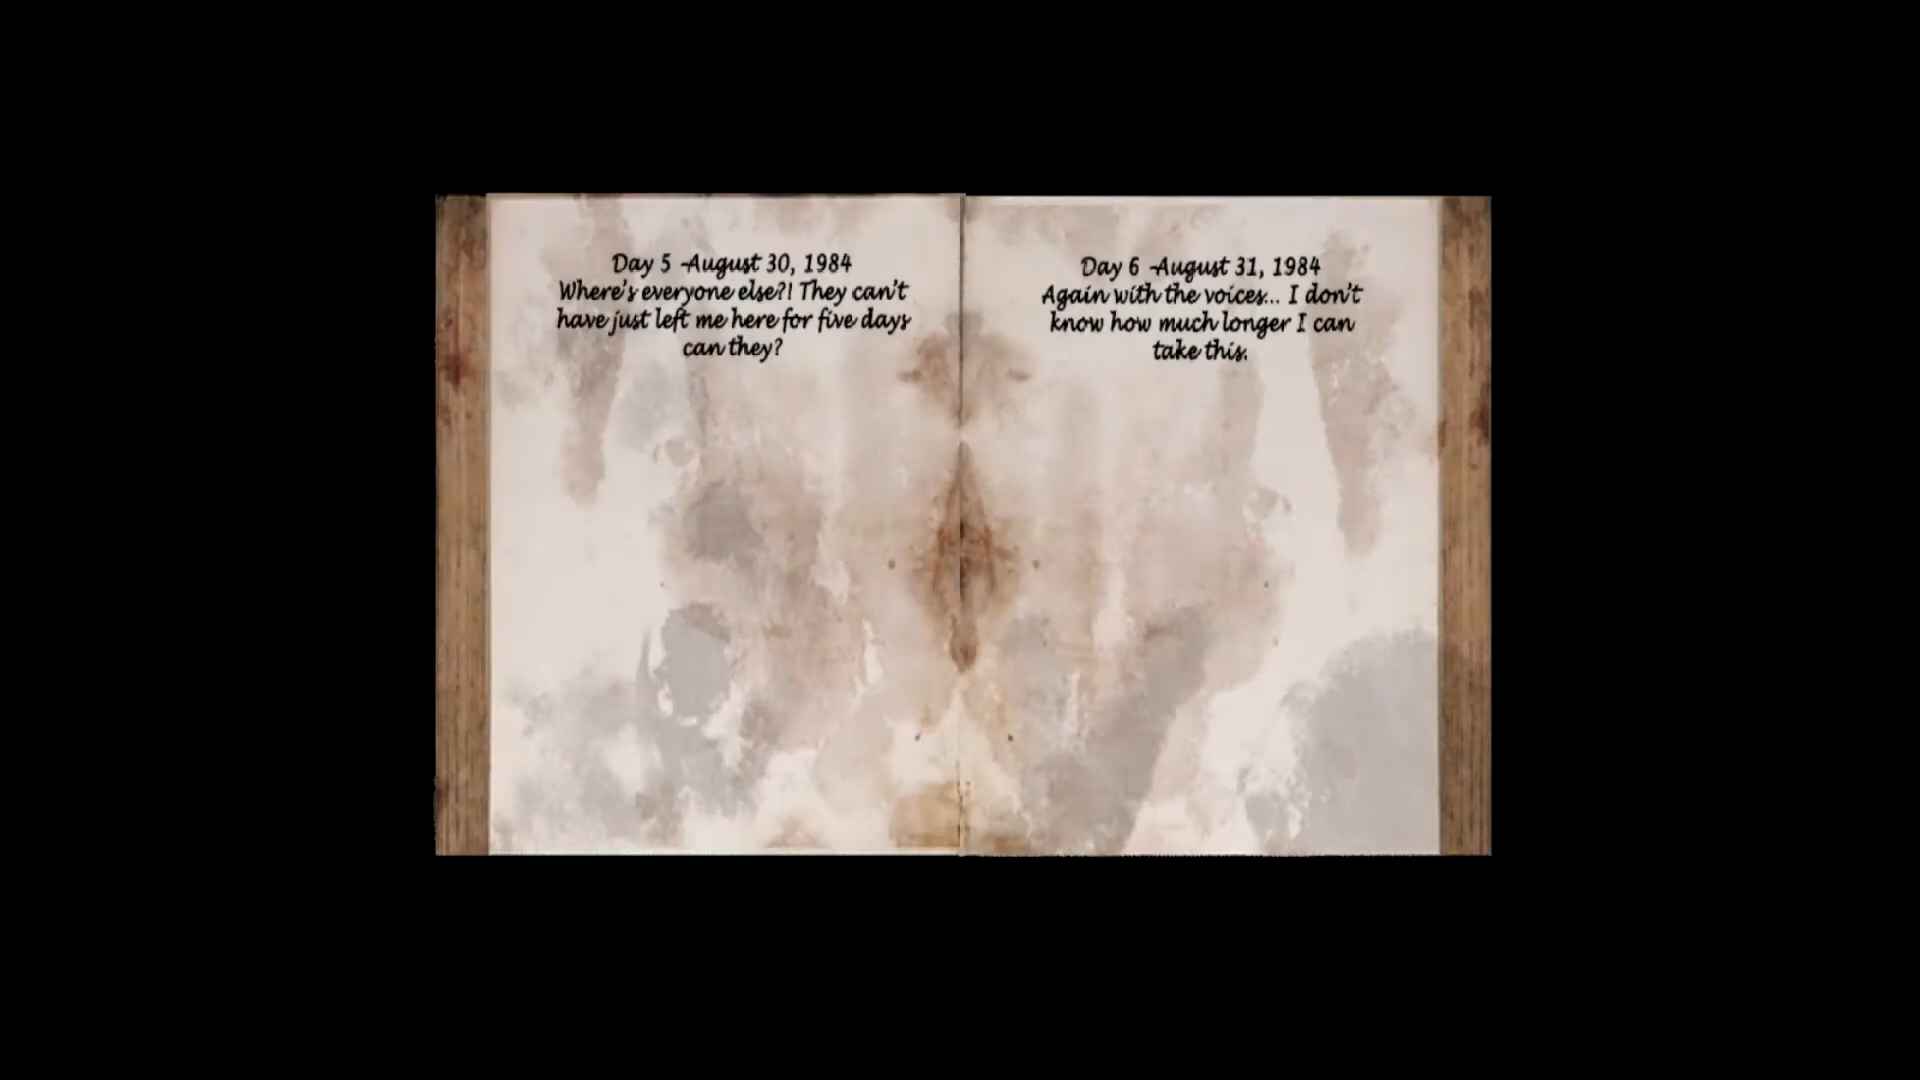 Day 5 -August 30, 1984
Where's everyone else?! They can't
have just left me here for five days
can they?
Day 6 -August 31, 1984
Again with the voices... I don't
know how much longer I can
take this.